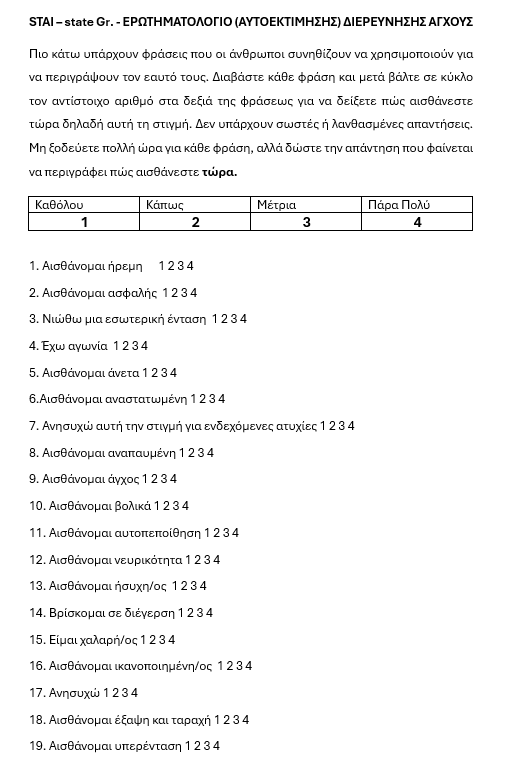 STAI – state Gr. - ΕΡΩΤΗΜΑΤΟΛΟΓΙΟ (ΑΥΤΟΕΚΤΙΜΗΣΗΣ) ΔΙΕΡΕΥΝΗΣΗΣ ΑΓΧΟΥΣ
Πιο κάτω υπάρχουν φράσεις που οι άνθρωποι συνηθίζουν να χρησιμοποιούν για
να περιγράψουν τον εαυτό τους. Διαβάστε κάθε φράση και μετά βάλτε σε κύκλο
τον αντίστοιχο αριθμό στα δεξιά της φράσεως για να δείξετε πώς αισθάνεστε
τώρα δηλαδή αυτή τη στιγμή. Δεν υπάρχουν σωστές ή λανθασμένες απαντήσεις.
Μη ξοδεύετε πολλή ώρα για κάθε φράση, αλλά δώστε την απάντηση που φαίνεται
να περιγράφει πώς αισθάνεστε τώρα.
Καθόλου Κάπως Μέτρια Πάρα Πολύ
1 2 3 4
1. Αισθάνομαι ήρεμη 1 2 3 4
2. Αισθάνομαι ασφαλής 1 2 3 4
3. Νιώθω μια εσωτερική ένταση 1 2 3 4
4. Έχω αγωνία 1 2 3 4
5. Αισθάνομαι άνετα 1 2 3 4
6.Αισθάνομαι αναστατωμένη 1 2 3 4
7. Ανησυχώ αυτή την στιγμή για ενδεχόμενες ατυχίες 1 2 3 4
8. Αισθάνομαι αναπαυμένη 1 2 3 4
9. Αισθάνομαι άγχος 1 2 3 4
10. Αισθάνομαι βολικά 1 2 3 4
11. Αισθάνομαι αυτοπεποίθηση 1 2 3 4
12. Αισθάνομαι νευρικότητα 1 2 3 4
13. Αισθάνομαι ήσυχη/ος 1 2 3 4
14. Βρίσκομαι σε διέγερση 1 2 3 4
15. Είμαι χαλαρή/ος 1 2 3 4
16. Αισθάνομαι ικανοποιημένη/ος 1 2 3 4
17. Ανησυχώ 1 2 3 4
18. Αισθάνομαι έξαψη και ταραχή 1 2 3 4
19. Αισθάνομαι υπερένταση 1 2 3 4